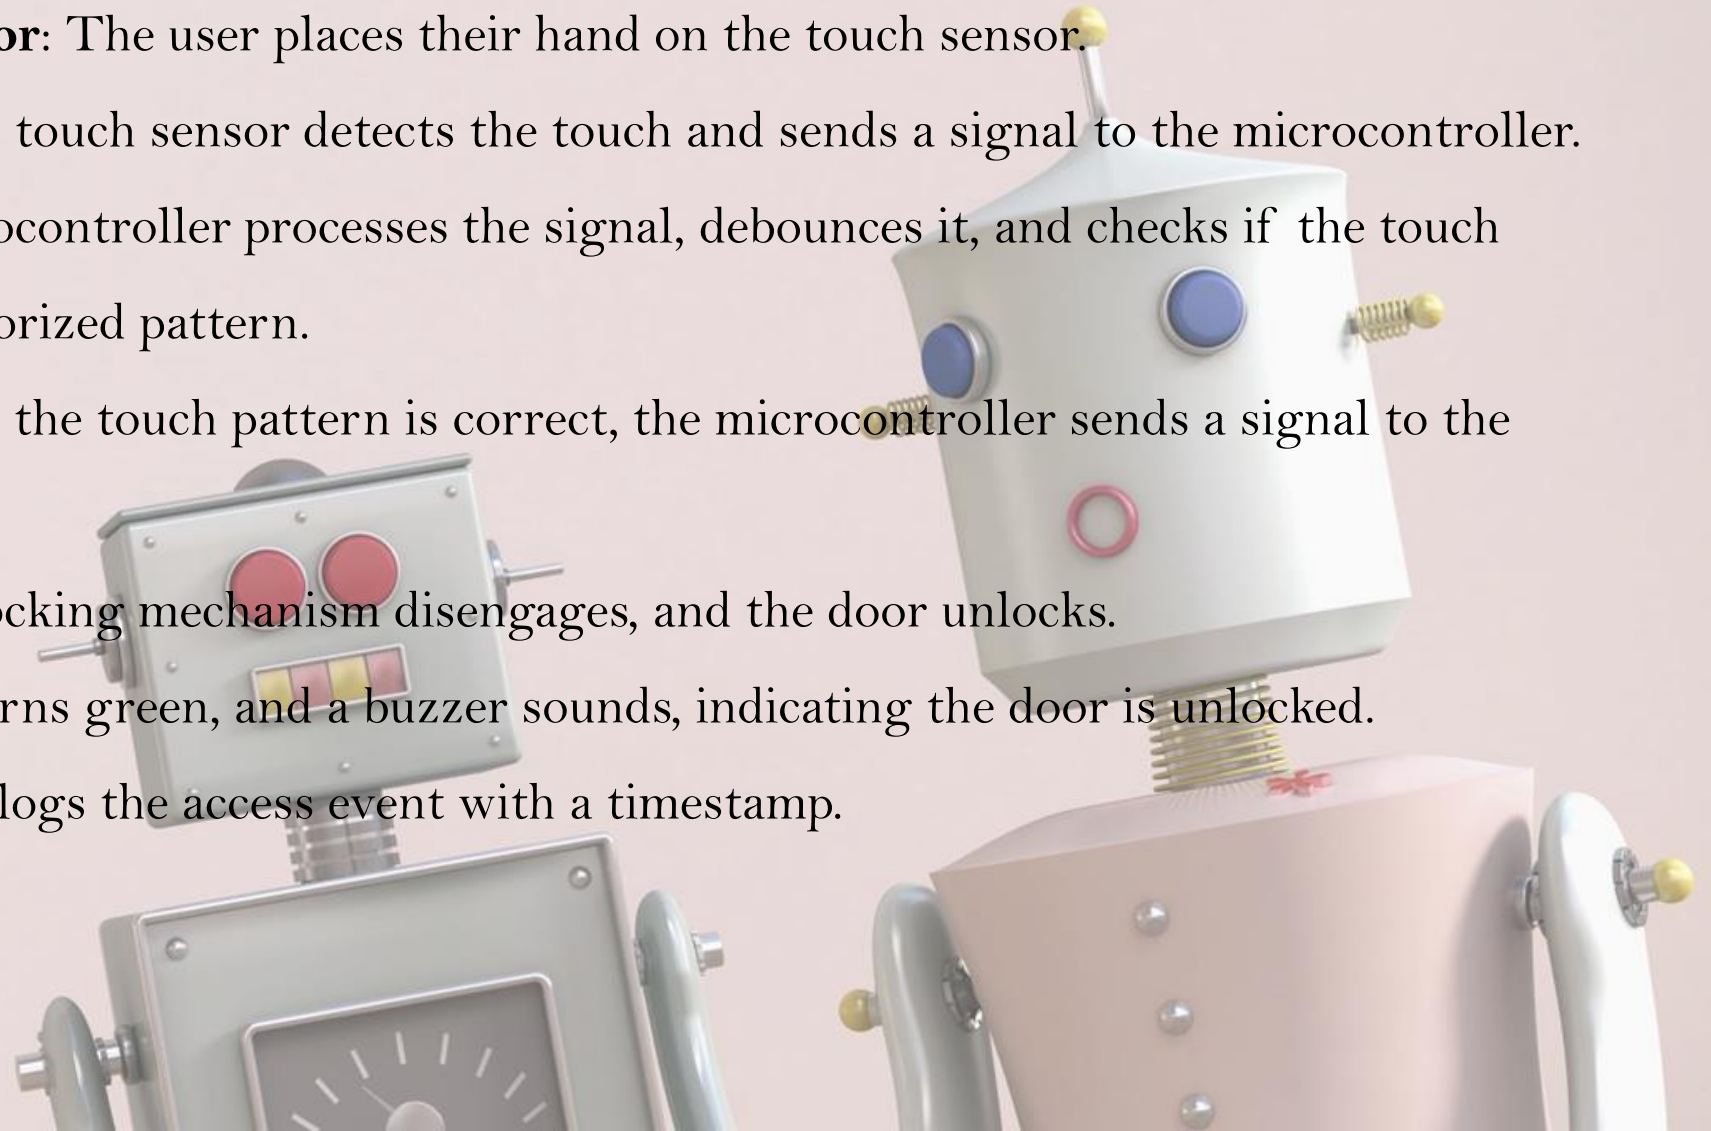 or: The user places their hand on the touch sensor.
touch sensor detects the touch and sends a signal to the microcontroller.
ocontroller processes the signal, debounces it, and checks if the touch
orized pattern.
the touch pattern is correct, the microcontroller sends a signal to the
ocking mechanism disengages, and the door unlocks.
rns green, and a buzzer sounds, indicating the door is unlocked.
logs the access event with a timestamp.